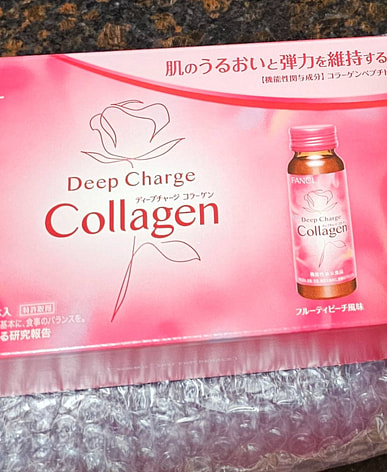 肌のうるおいと弾力を維持する
【機能性関与成分】コラーゲンペプチ
Deep Charge
ディープチャージ コラーゲン
Collagen
FANCL
Deep Charge
Collagen
フルーティピーチ風味
入 特許取得
基本に、食事のバランスを。
る研究報告